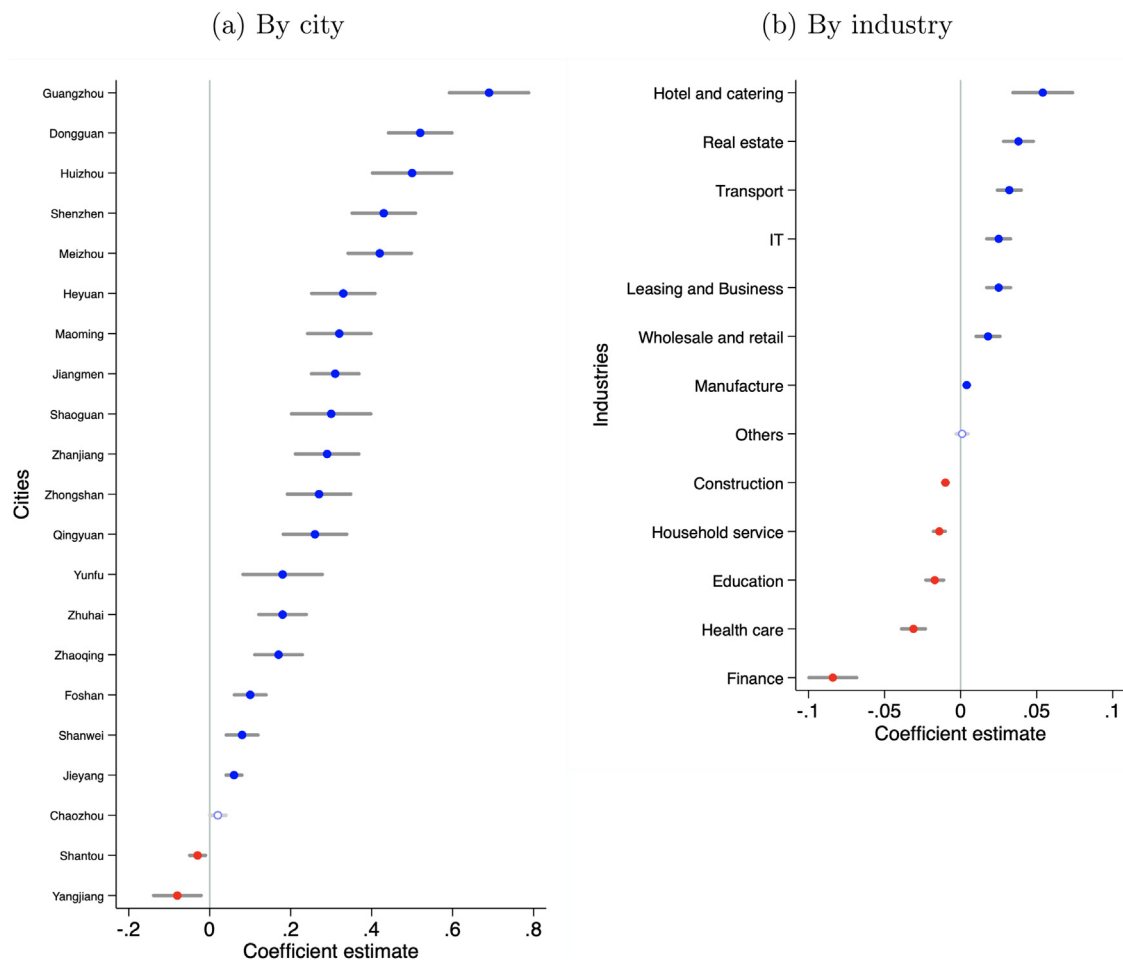 (a) By city
Guangzhou
Dongguan
Huizhou
Shenzhen
Meizhou
Heyuan
Maoming
Jiangmen
Shaoguan
Zhanjiang
Zhongshan
Qingyuan
Yunfu
Zhuhai
Zhaoqing
Foshan
Shanwei
Jieyang
Chaozhou
Shantou
Yangjiang
Cities
-.2 0 .2 .4 .6 .8
Coefficient estimate
(b) By industry
Hotel and catering
Real estate
Transport
IT
Leasing and Business
Wholesale and retail
Manufacture
Others
Construction
Household service
Education
Health care
Finance
Industries
-.1 -.05 0 .05 .1
Coefficient estimate